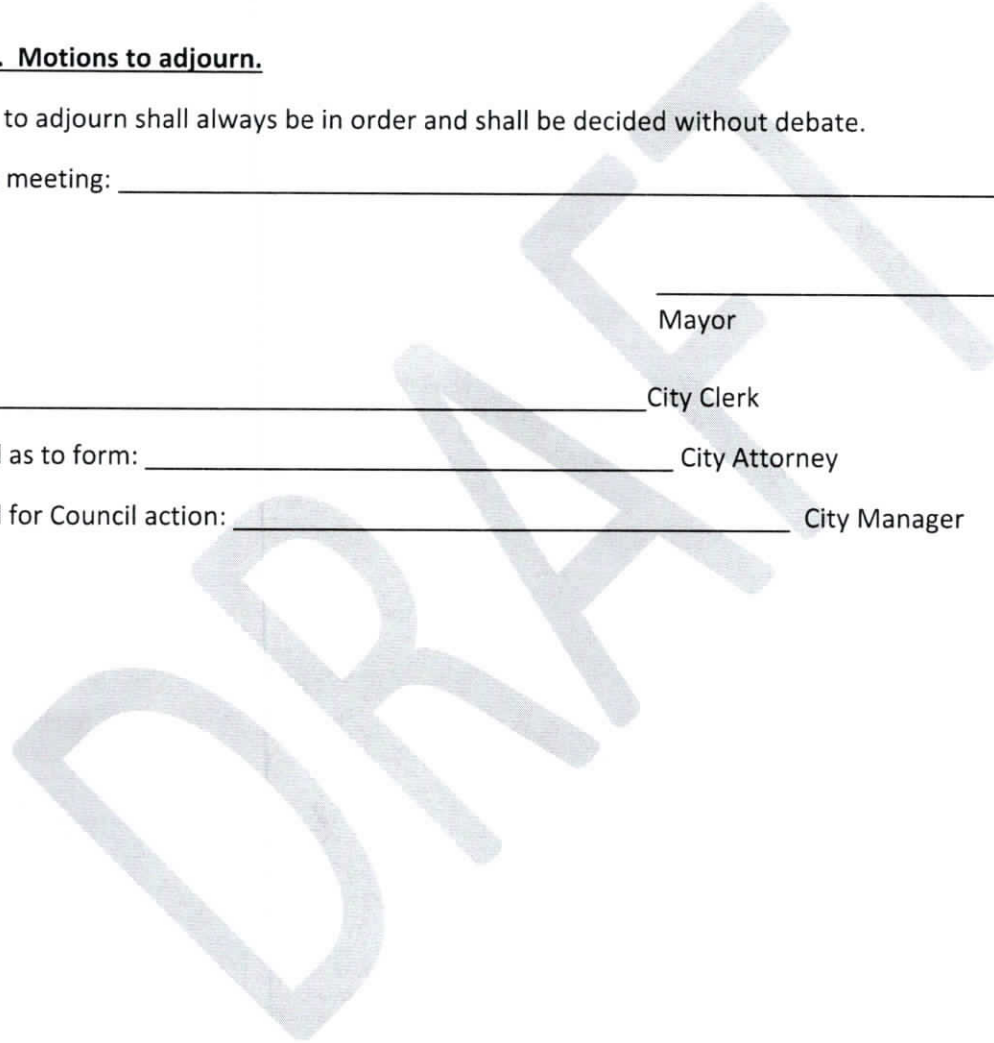 . Motions to adjourn.
to adjourn shall always be in order and shall be decided without debate.
meeting:
Mayor
City Clerk
as to form: City Attorney
for Council action: City Manager
DRAFT